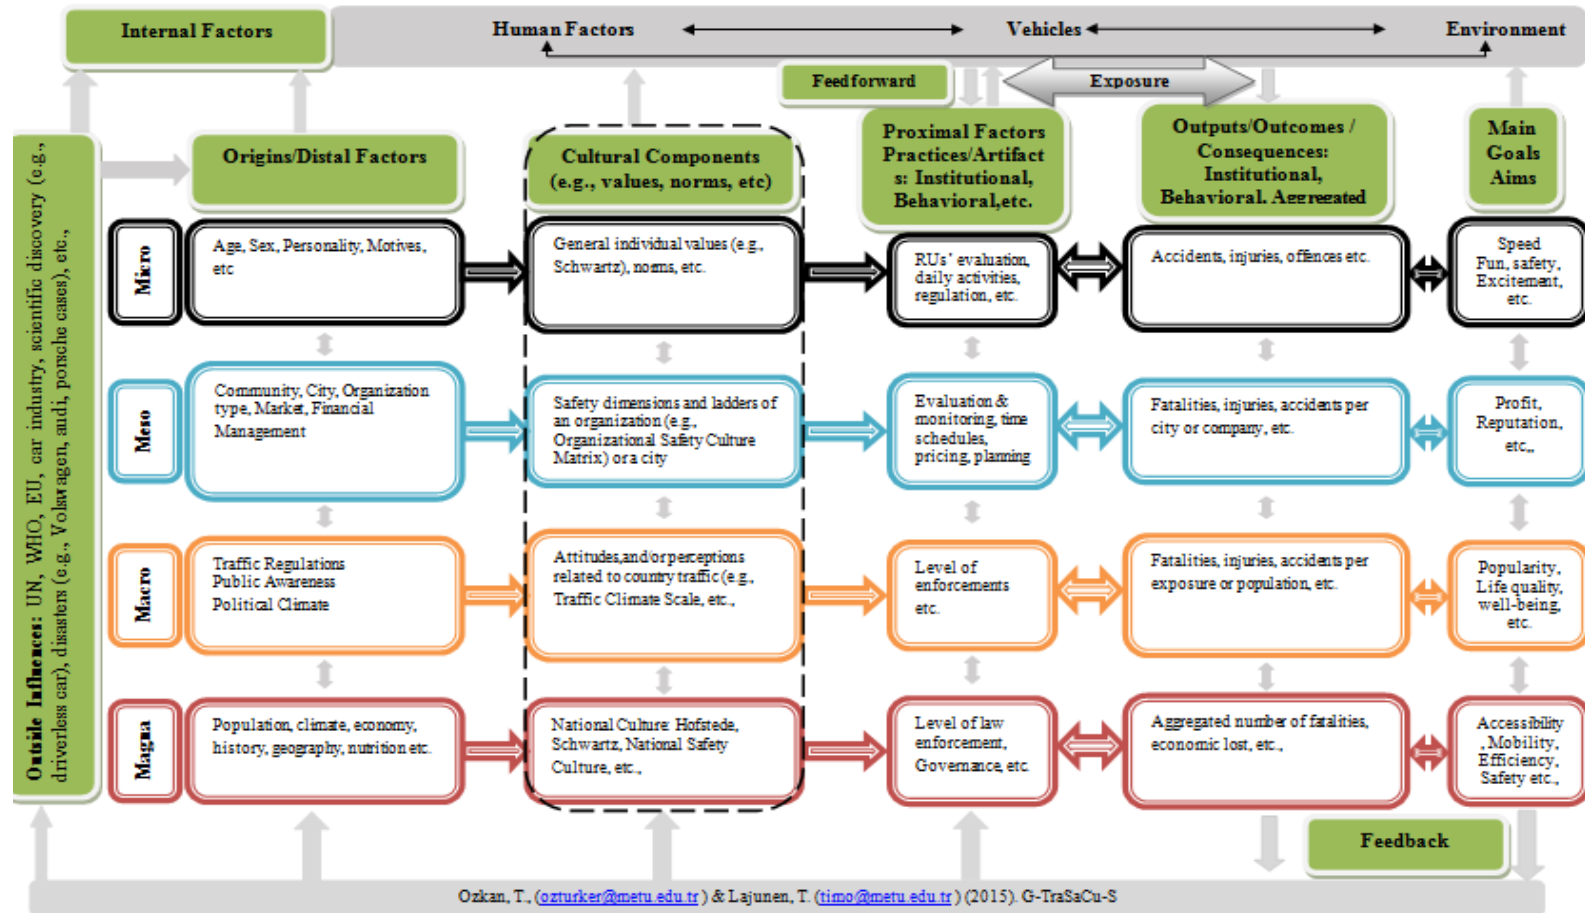 Internal Factors
Human Factors
Vehicles
Environment
Feedforward
Exposure
Origins/Distal Factors
Cultural Components
(e.g., values, norms, etc)
Proximal Factors
Practices/Artifact
s: Institutional,
Behavioral,etc.
Outputs/Outcomes /
Consequences:
Institutional,
Behavioral. Aggregated
Main
Goals
Aims
Outside Influences: UN, WHO, EU, car industry, scientific discovery (e.g.,
driverless car), disasters (e.g., Volswagen, audi, porsche cases), etc.,
Micro
Age, Sex, Personality, Motives,
etc
General individual values (e.g.,
Schwartz), norms, etc.
RUs' evaluation,
daily activities,
regulation, etc.
Accidents, injuries, offences etc.
Speed
Fun, safety,
Excitement,
etc.
Meso
Community, City, Organization
type, Market, Financial
Management
Safety dimensions and ladders of
an organization (e.g.,
Organizational Safety Culture
Matrix) or a city
Evaluation &
monitoring, time
schedules,
pricing, planning
Fatalities, injuries, accidents per
city or company, etc.
Profit,
Reputation,
etc,,
Macro
Traffic Regulations
Public Awareness
Political Climate
Attitudes,and/or perceptions
related to country traffic (e.g.,
Traffic Climate Scale, etc.,
Level of
enforcements
etc.
Fatalities, injuries, accidents per
exposure or population, etc.
Popularity,
Life quality,
well-being,
etc.
Magna
Population, climate, economy,
history, geography, nutrition etc.
National Culture: Hofstede,
Schwartz, National Safety
Culture, etc.,
Level of law
enforcement,
Governance, etc.
Aggregated number of fatalities,
economic lost, etc.,
Accessibility
, Mobility,
Efficiency,
Safety etc.,
Feedback
Ozkan, T., (ozturker@metu.edu.tr ) & Lajunen, T. (timo@metu.edu.tr ) (2015). G-TraSaCu-S